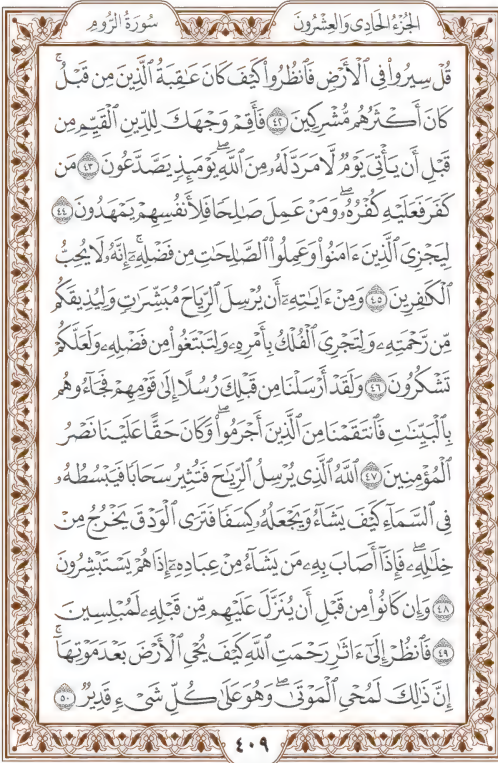 الجُزْءُ الحَادِي وَالعِشْرُونَ سُورَةُ الرُّومِ
قُلْ سِيرُواْ فِي ٱلْأَرْضِ فَٱنظُرُواْ كَيْفَ كَانَ عَٰقِبَةُ ٱلَّذِينَ مِن قَبْلُۚ
كَانَ أَكْثَرُهُم مُّشْرِكِينَ ٤٢ فَأَقِمْ وَجْهَكَ لِلدِّينِ ٱلْقَيِّمِ مِن
قَبْلِ أَن يَأْتِيَ يَوْمٌ لَّا مَرَدَّ لَهُۥ مِنَ ٱللَّهِۖ يَوْمَئِذٍ يَصَّدَّعُونَ ٤٣ مَن
كَفَرَ فَعَلَيْهِ كُفْرُهُۥۖ وَمَنْ عَمِلَ صَٰلِحًا فَلِأَنفُسِهِمْ يَمْهَدُونَ ٤٤
لِيَجْزِيَ ٱلَّذِينَ ءَامَنُواْ وَعَمِلُواْ ٱلصَّٰلِحَٰتِ مِن فَضْلِهِۦٓۚ إِنَّهُۥ لَا يُحِبُّ
ٱلْكَٰفِرِينَ ٤٥ وَمِنْ ءَايَٰتِهِۦٓ أَن يُرْسِلَ ٱلرِّيَاحَ مُبَشِّرَٰتٍ وَلِيُذِيقَكُم
مِّن رَّحْمَتِهِۦ وَلِتَجْرِيَ ٱلْفُلْكُ بِأَمْرِهِۦ وَلِتَبْتَغُواْ مِن فَضْلِهِۦ وَلَعَلَّكُمْ
تَشْكُرُونَ ٤٦ وَلَقَدْ أَرْسَلْنَا مِن قَبْلِكَ رُسُلًا إِلَىٰ قَوْمِهِمْ فَجَآءُوهُم
بِٱلْبَيِّنَٰتِ فَٱنتَقَمْنَا مِنَ ٱلَّذِينَ أَجْرَمُواْۖ وَكَانَ حَقًّا عَلَيْنَا نَصْرُ
ٱلْمُؤْمِنِينَ ٤٧ ٱللَّهُ ٱلَّذِي يُرْسِلُ ٱلرِّيَٰحَ فَتُثِيرُ سَحَابًا فَيَبْسُطُهُۥ
فِي ٱلسَّمَآءِ كَيْفَ يَشَآءُ وَيَجْعَلُهُۥ كِسَفًا فَتَرَى ٱلْوَدْقَ يَخْرُجُ مِنْ
خِلَٰلِهِۦۖ فَإِذَآ أَصَابَ بِهِۦ مَن يَشَآءُ مِنْ عِبَادِهِۦٓ إِذَا هُمْ يَسْتَبْشِرُونَ
٤٨ وَإِن كَانُواْ مِن قَبْلِ أَن يُنَزَّلَ عَلَيْهِم مِّن قَبْلِهِۦ لَمُبْلِسِينَ
٤٩ فَٱنظُرْ إِلَىٰٓ ءَاثَٰرِ رَحْمَتِ ٱللَّهِ كَيْفَ يُحْيِ ٱلْأَرْضَ بَعْدَ مَوْتِهَآۚ
إِنَّ ذَٰلِكَ لَمُحْيِ ٱلْمَوْتَىٰۖ وَهُوَ عَلَىٰ كُلِّ شَيْءٍ قَدِيرٌ ٥٠
٤٠٩